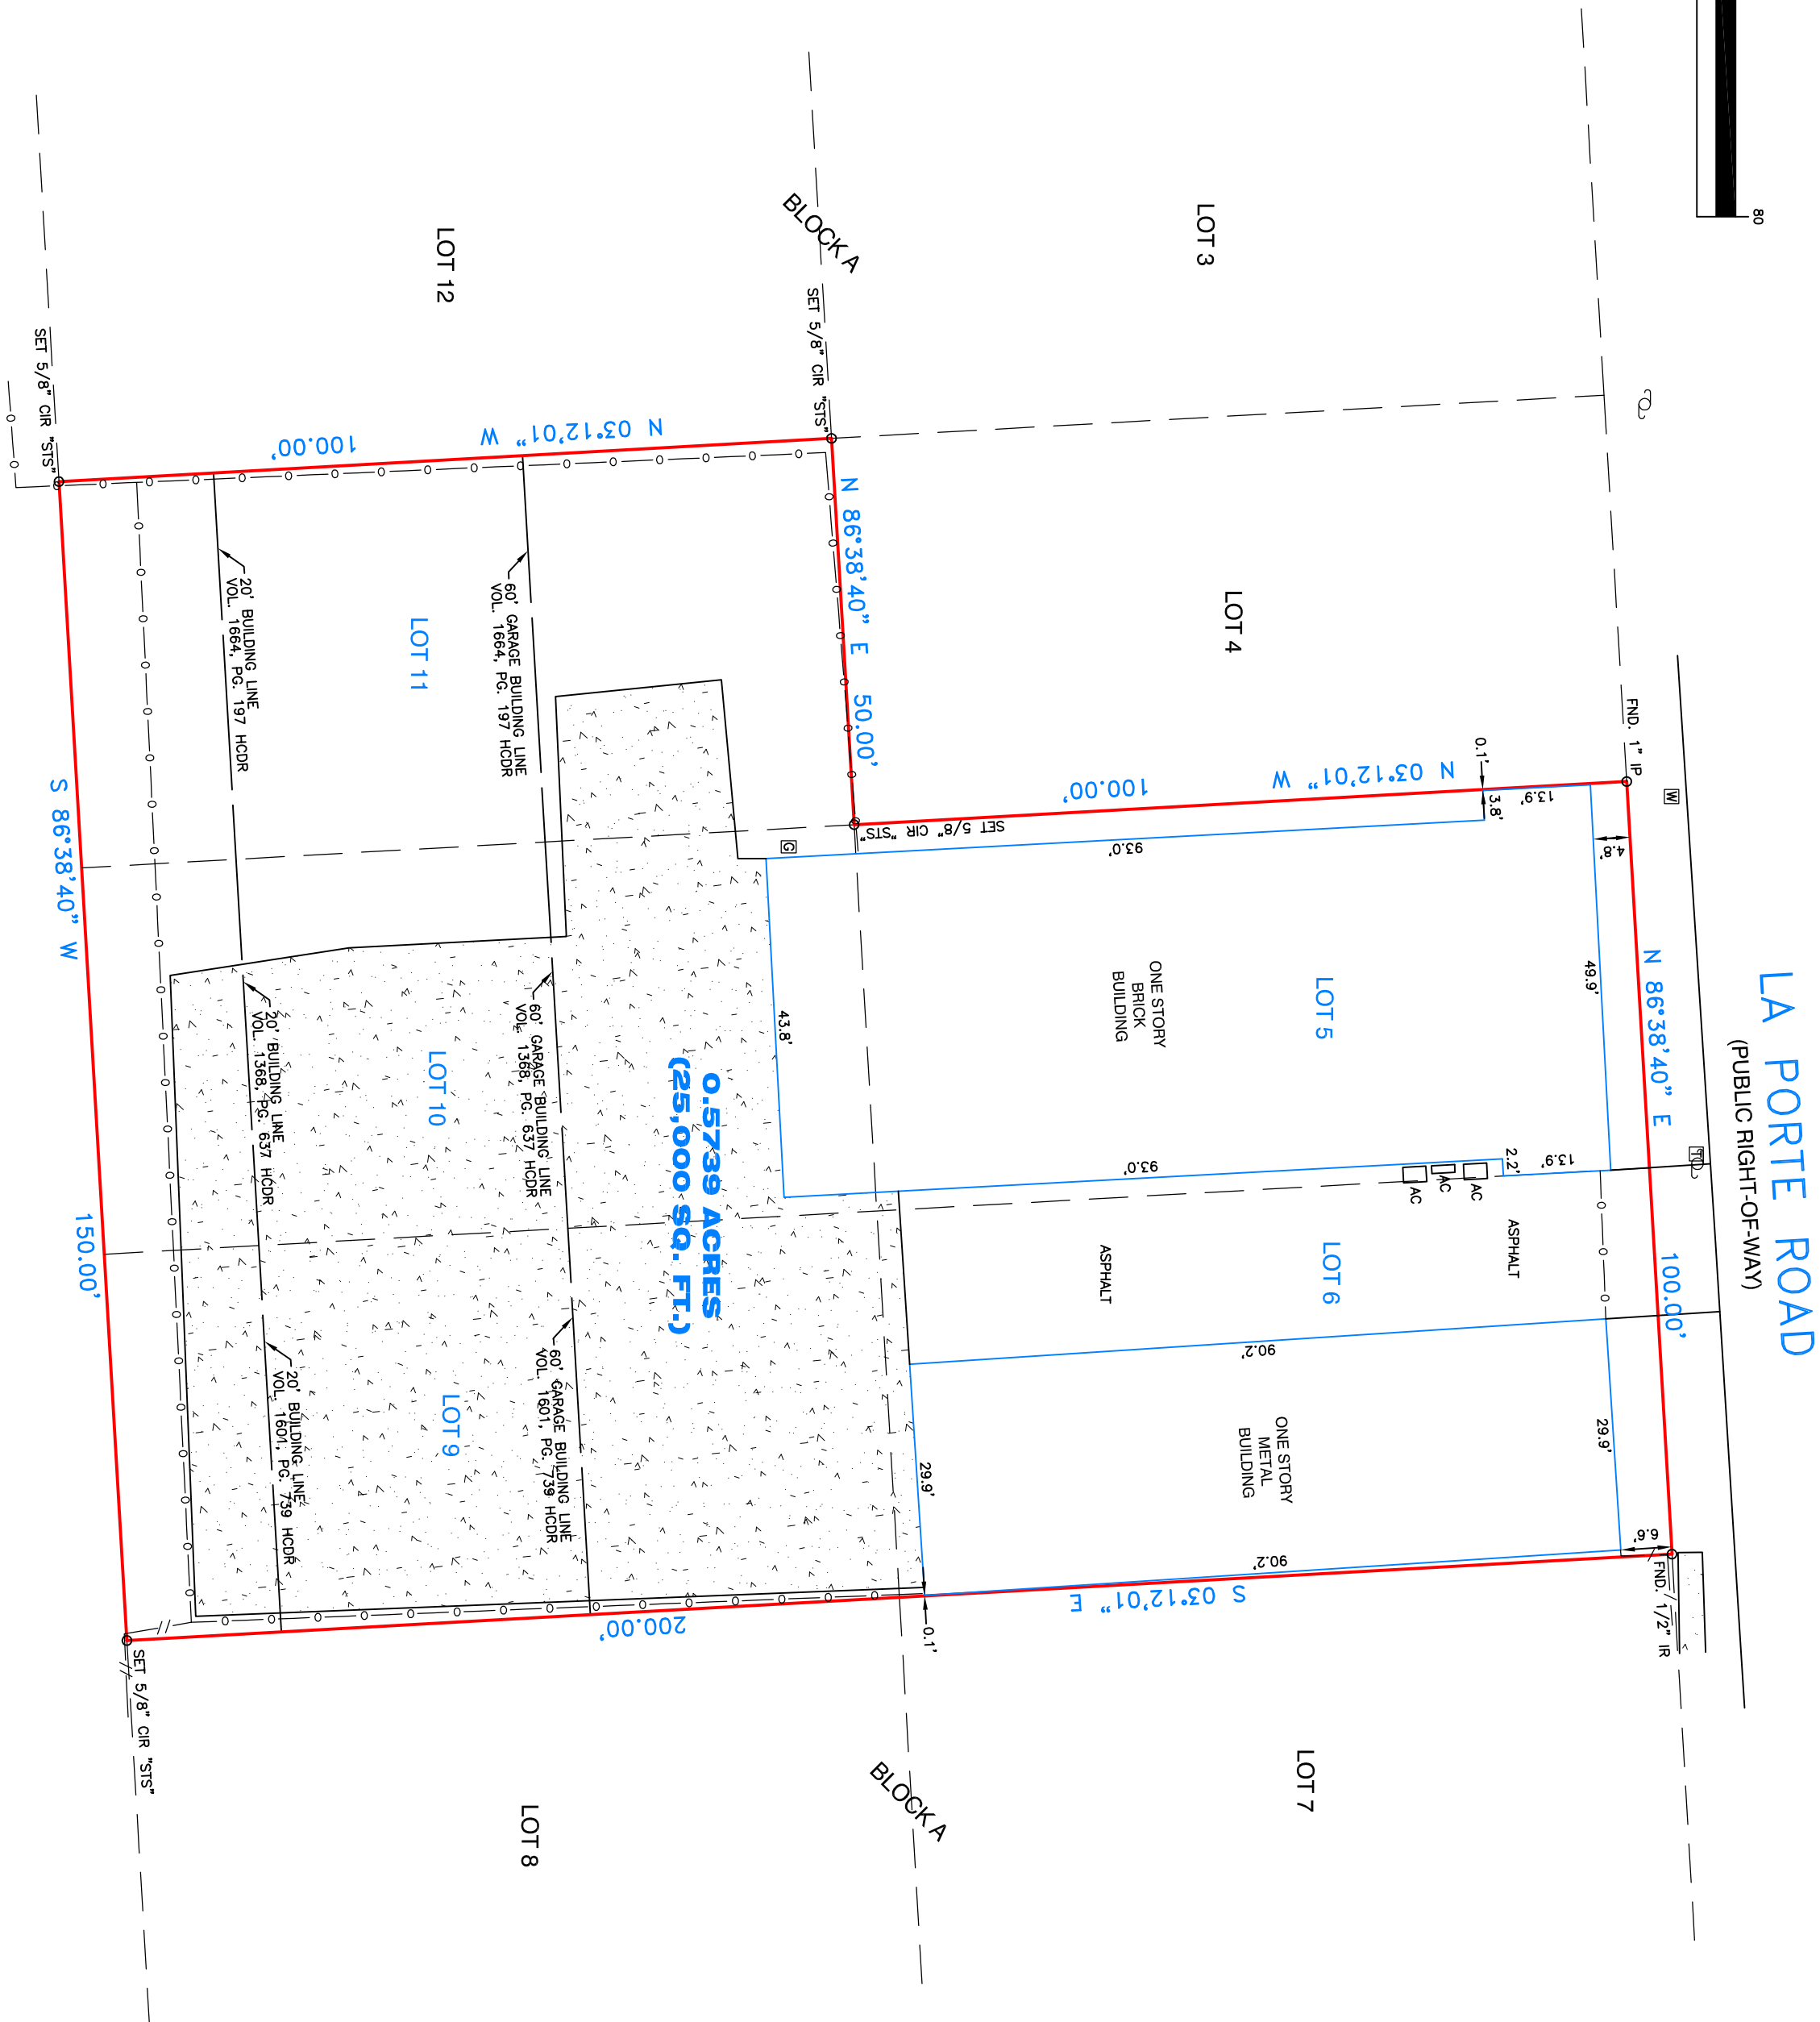 80
LA PORTE ROAD
(PUBLIC RIGHT-OF-WAY)
W
T
FND. 1" IP
N 86°38'40" E
100.00'
FND. 1/2" IR
4.8'
6.6'
13.9'
49.9'
13.9'
29.9'
0.1'
3.8'
2.2'
AC
AC
AC
ASPHALT
ASPHALT
LOT 3
LOT 4
LOT 5
LOT 6
LOT 7
ONE STORY
BRICK
BUILDING
ONE STORY
METAL
BUILDING
N 03°12'01" W
100.00'
93.0'
93.0'
90.2'
90.2'
S 03°12'01" E
200.00'
SET 5/8" CIR "STS"
BLOCK A
SET 5/8" CIR "STS"
N 86°38'40" E
50.00'
29.9'
0.1'
BLOCK A
G
43.8'
0.5739 ACRES
(25,000 SQ. FT.)
N 03°12'01" W
100.00'
60' GARAGE BUILDING LINE
VOL. 1664, PG. 197 HCDR
60' GARAGE BUILDING LINE
VOL. 1368, PG. 637 HCDR
60' GARAGE BUILDING LINE
VOL. 1601, PG. 739 HCDR
LOT 12
LOT 11
LOT 10
LOT 9
LOT 8
20' BUILDING LINE
VOL. 1664, PG. 197 HCDR
20' BUILDING LINE
VOL. 1368, PG. 637 HCDR
20' BUILDING LINE
VOL. 1601, PG. 739 HCDR
SET 5/8" CIR "STS"
S 86°38'40" W
150.00'
SET 5/8" CIR "STS"